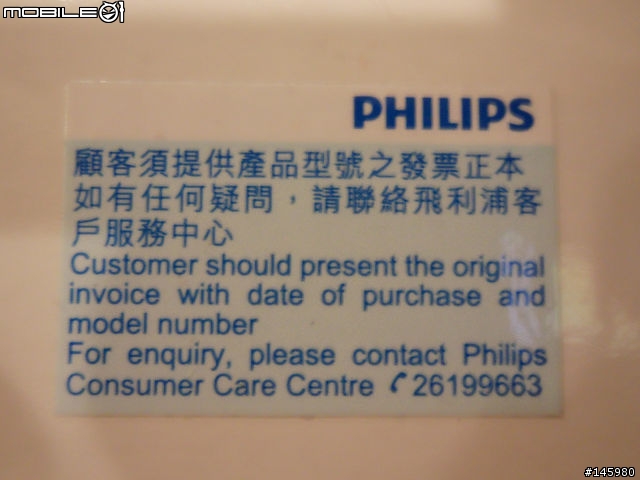 MOBILE01
PHILIPS
顧客須提供產品型號之發票正本
如有任何疑問，請聯絡飛利浦客
戶服務中心
Customer should present the original
invoice with date of purchase and
model number
For enquiry, please contact Philips
Consumer Care Centre ✆26199663
#145980